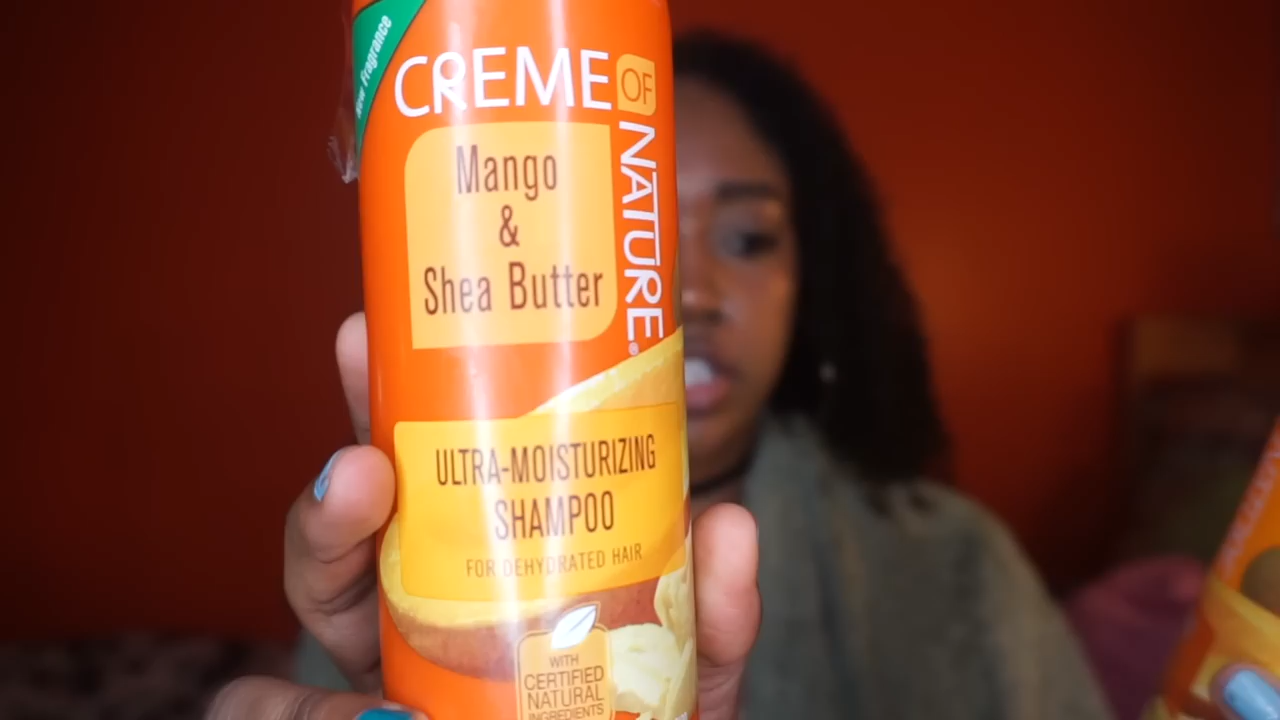 New Fragrance
CREME OF NATURE®
Mango
&
Shea Butter
ULTRA-MOISTURIZING
SHAMPOO
FOR DEHYDRATED HAIR
WITH
CERTIFIED
NATURAL
INGREDIENTS